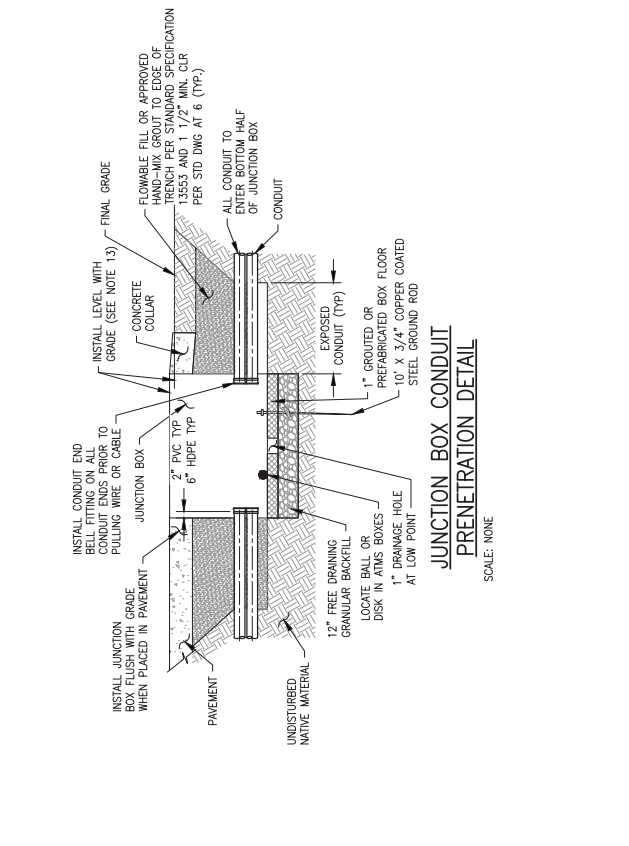 INSTALL JUNCTION
BOX FLUSH WITH GRADE
WHEN PLACED IN PAVEMENT
PAVEMENT
UNDISTURBED
NATIVE MATERIAL
INSTALL CONDUIT END
BELL FITTING ON ALL
CONDUIT ENDS PRIOR TO
PULLING WIRE OR CABLE
JUNCTION BOX
2" PVC TYP
6" HDPE TYP
INSTALL LEVEL WITH
GRADE (SEE NOTE 13)
CONCRETE
COLLAR
FINAL GRADE
FLOWABLE FILL OR APPROVED
HAND-MIX GROUT TO EDGE OF
TRENCH PER STANDARD SPECIFICATION
13553 AND 1 1/2" MIN. CLR
PER STD DWG AT 6 (TYP.)
ALL CONDUIT TO
ENTER BOTTOM HALF
OF JUNCTION BOX
CONDUIT
EXPOSED
CONDUIT (TYP)
12" FREE DRAINING
GRANULAR BACKFILL
LOCATE BALL OR
DISK IN ATMS BOXES
1" DRAINAGE HOLE
AT LOW POINT
1" GROUTED OR
PREFABRICATED BOX FLOOR
10' X 3/4" COPPER COATED
STEEL GROUND ROD
JUNCTION BOX CONDUIT
PRENETRATION DETAIL
SCALE: NONE